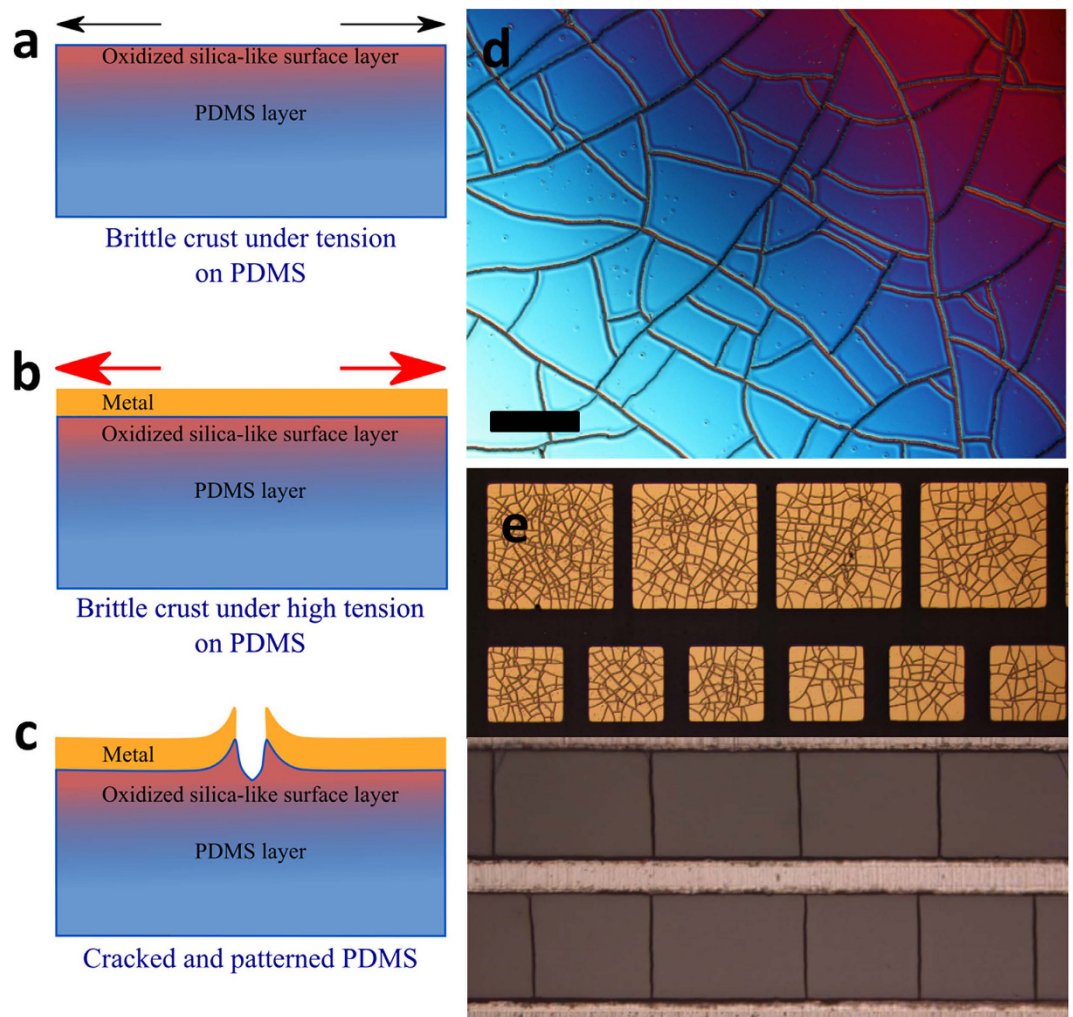 a
Oxidized silica-like surface layer
PDMS layer
Brittle crust under tension
on PDMS
b
Metal
Oxidized silica-like surface layer
PDMS layer
Brittle crust under high tension
on PDMS
c
Metal
Oxidized silica-like surface layer
PDMS layer
Cracked and patterned PDMS
d
e